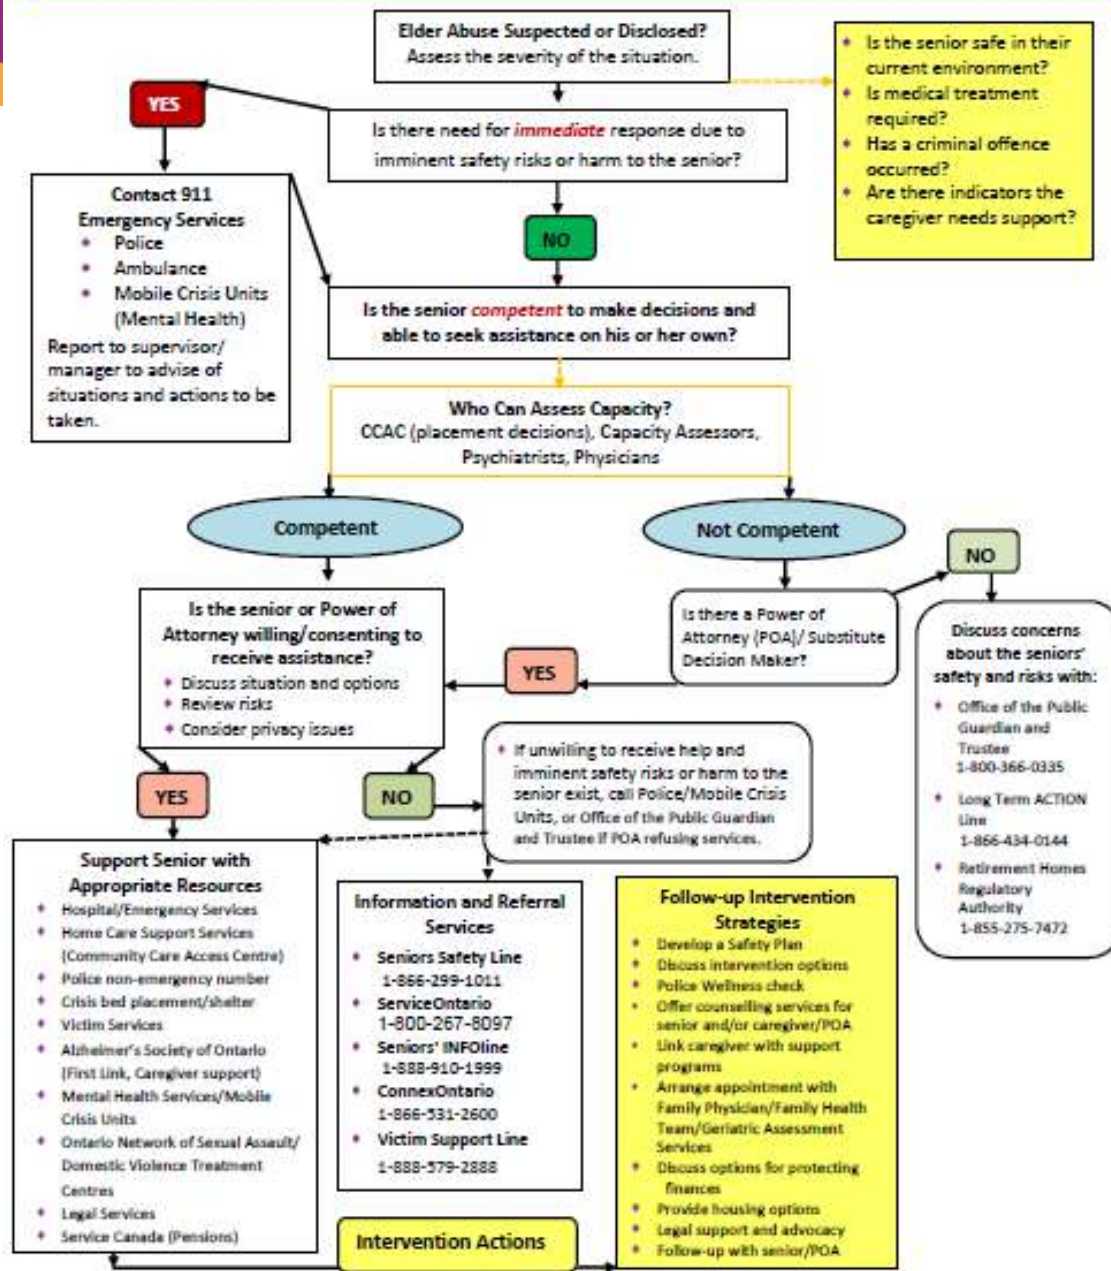 Elder Abuse Suspected or Disclosed?
Assess the severity of the situation.
• Is the senior safe in their
current environment?
• Is medical treatment
required?
• Has a criminal offence
occurred?
• Are there indicators the
caregiver needs support?
YES
Is there need for immediate response due to
imminent safety risks or harm to the senior?
Contact 911
Emergency Services
• Police
• Ambulance
• Mobile Crisis Units
(Mental Health)
Report to supervisor/
manager to advise of
situations and actions to be
taken.
NO
Is the senior competent to make decisions and
able to seek assistance on his or her own?
Who Can Assess Capacity?
CCAC (placement decisions), Capacity Assessors,
Psychiatrists, Physicians
Competent
Not Competent
NO
Is the senior or Power of
Attorney willing/consenting to
receive assistance?
• Discuss situation and options
• Review risks
• Consider privacy issues
YES
Is there a Power of
Attorney (POA)/ Substitute
Decision Maker?
Discuss concerns
about the seniors'
safety and risks with:
• Office of the Public
Guardian and
Trustee
1-800-366-0335
• Long Term ACTION
Line
1-866-434-0144
• Retirement Homes
Regulatory
Authority
1-855-275-7472
YES
NO
• If unwilling to receive help and
imminent safety risks or harm to the
senior exist, call Police/Mobile Crisis
Units, or Office of the Public Guardian
and Trustee if POA refusing services.
Support Senior with
Appropriate Resources
• Hospital/Emergency Services
• Home Care Support Services
(Community Care Access Centre)
• Police non-emergency number
• Crisis bed placement/shelter
• Victim Services
• Alzheimer's Society of Ontario
(First Link, Caregiver support)
• Mental Health Services/Mobile
Crisis Units
• Ontario Network of Sexual Assault/
Domestic Violence Treatment
Centres
• Legal Services
• Service Canada (Pensions)
Information and Referral
Services
• Seniors Safety Line
1-866-299-1011
• ServiceOntario
1-800-267-8097
• Seniors' INFOline
1-888-910-1999
• ConnexOntario
1-866-531-2600
• Victim Support Line
1-888-579-2888
Follow-up Intervention
Strategies
• Develop a Safety Plan
• Discuss intervention options
• Police Wellness check
• Offer counselling services for
senior and/or caregiver/POA
• Link caregiver with support
programs
• Arrange appointment with
Family Physician/Family Health
Team/Geriatric Assessment
Services
• Discuss options for protecting
finances
• Provide housing options
• Legal support and advocacy
• Follow-up with senior/POA
Intervention Actions